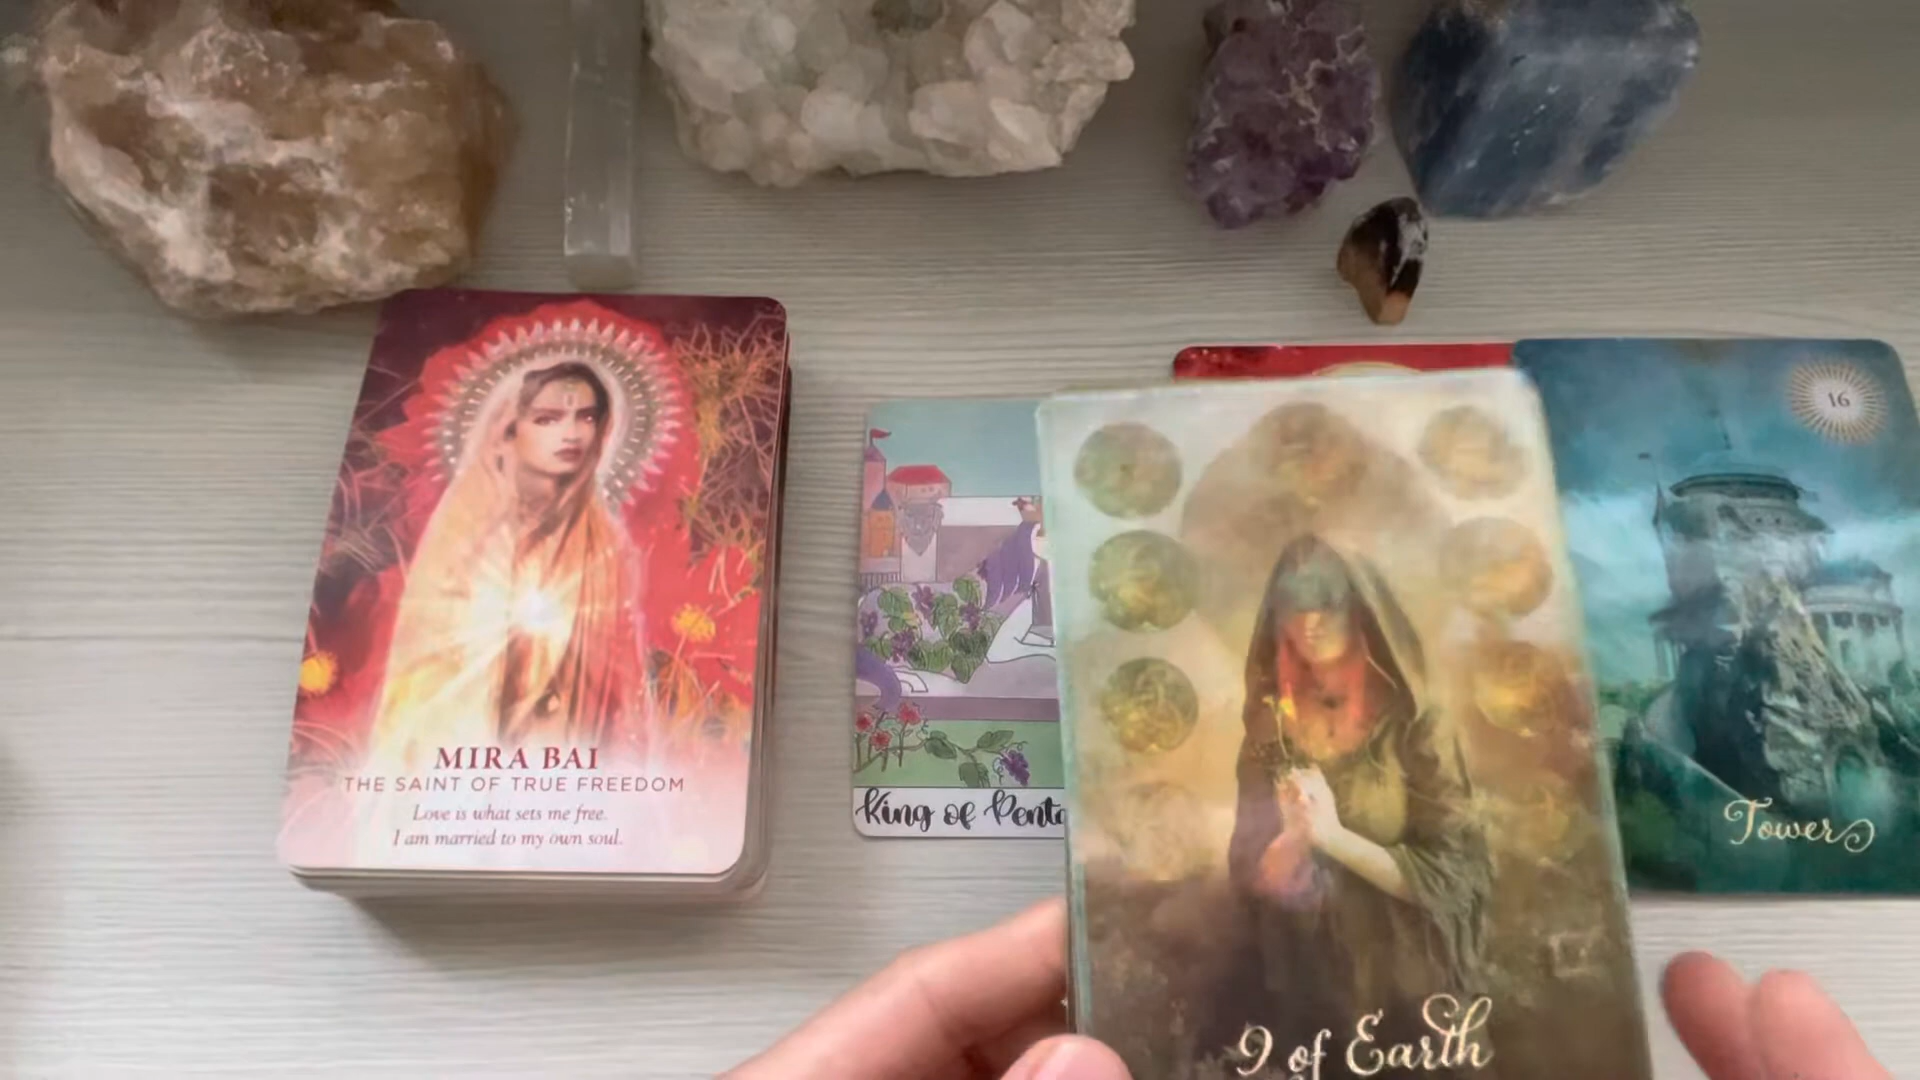 MIRA BAI
THE SAINT OF TRUE FREEDOM
Love is what sets me free.
I am married to my own soul.
King of Penta
9 of Earth
16
Tower